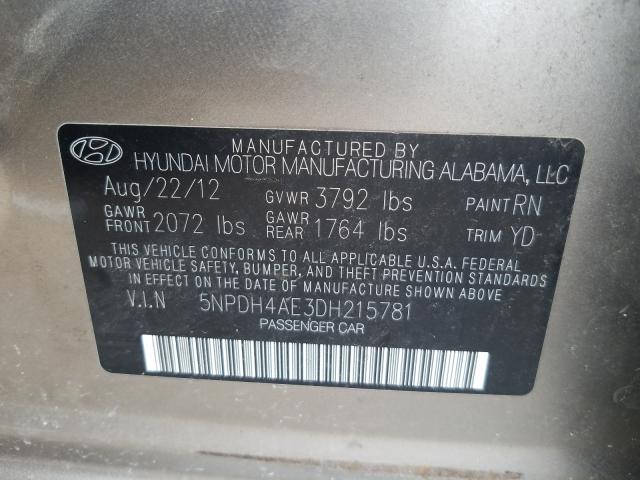 MANUFACTURED BY
HYUNDAI MOTOR MANUFACTURING ALABAMA, LLC
Aug/22/12 GVWR 3792 lbs PAINT RN
GAWR FRONT 2072 lbs GAWR REAR 1764 lbs TRIM YD
THIS VEHICLE CONFORMS TO ALL APPLICABLE U.S.A. FEDERAL
MOTOR VEHICLE SAFETY, BUMPER, AND THEFT PREVENTION STANDARDS
IN EFFECT ON THE DATE OF MANUFACTURE SHOWN ABOVE
V.I.N 5NPDH4AE3DH215781
PASSENGER CAR